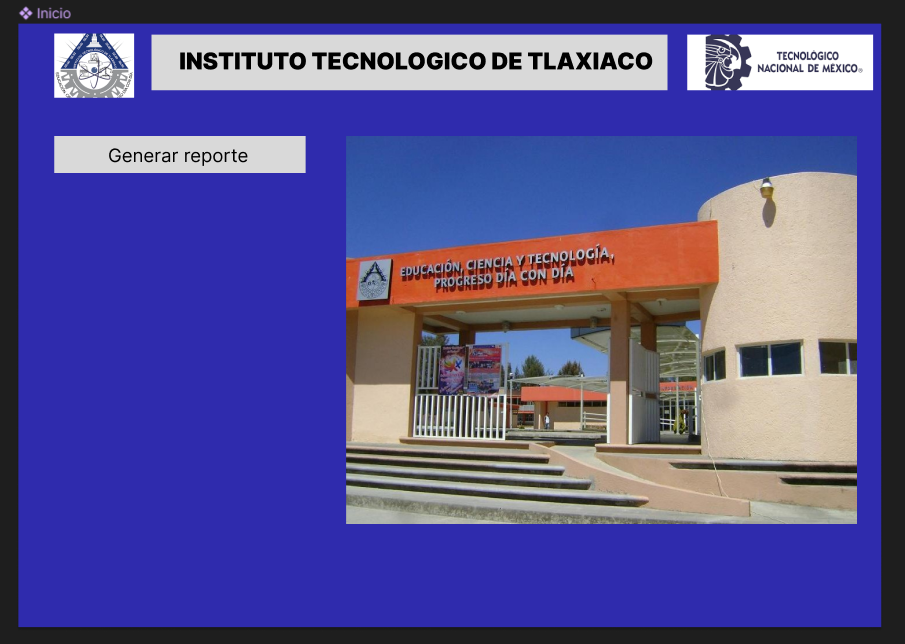 Inicio
INSTITUTO TECNOLOGICO DE TLAXIACO
TECNOLÓGICO
NACIONAL DE MÉXICO®
Generar reporte
EDUCACIÓN, CIENCIA Y TECNOLOGÍA,
PROGRESO DÍA CON DÍA